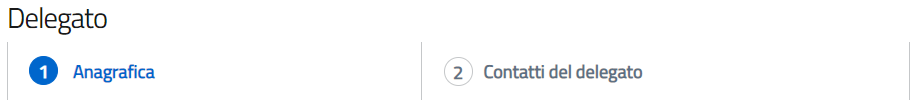 Delegato
1 Anagrafica
2 Contatti del delegato